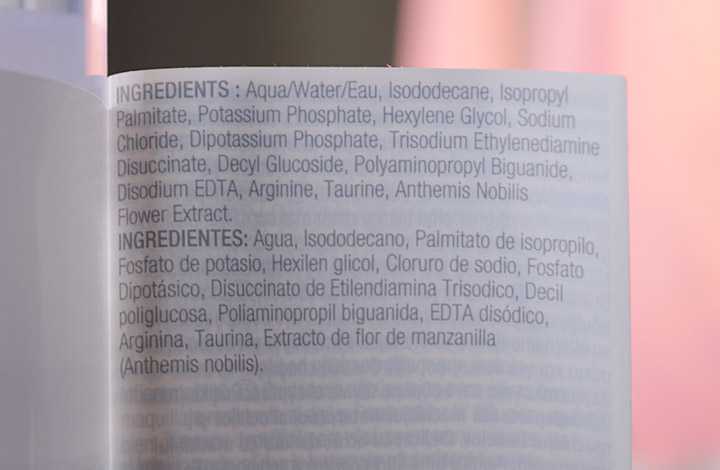 INGREDIENTS : Aqua/Water/Eau, Isododecane, Isopropyl
Palmitate, Potassium Phosphate, Hexylene Glycol, Sodium
Chloride, Dipotassium Phosphate, Trisodium Ethylenediamine
Disuccinate, Decyl Glucoside, Polyaminopropyl Biguanide,
Disodium EDTA, Arginine, Taurine, Anthemis Nobilis
Flower Extract.
INGREDIENTES: Agua, Isododecano, Palmitato de isopropilo,
Fosfato de potasio, Hexilen glicol, Cloruro de sodio, Fosfato
Dipotásico, Disuccinato de Etilendiamina Trisodico, Decil
poliglucosa, Poliaminopropil biguanida, EDTA disódico,
Arginina, Taurina, Extracto de flor de manzanilla
(Anthemis nobilis).